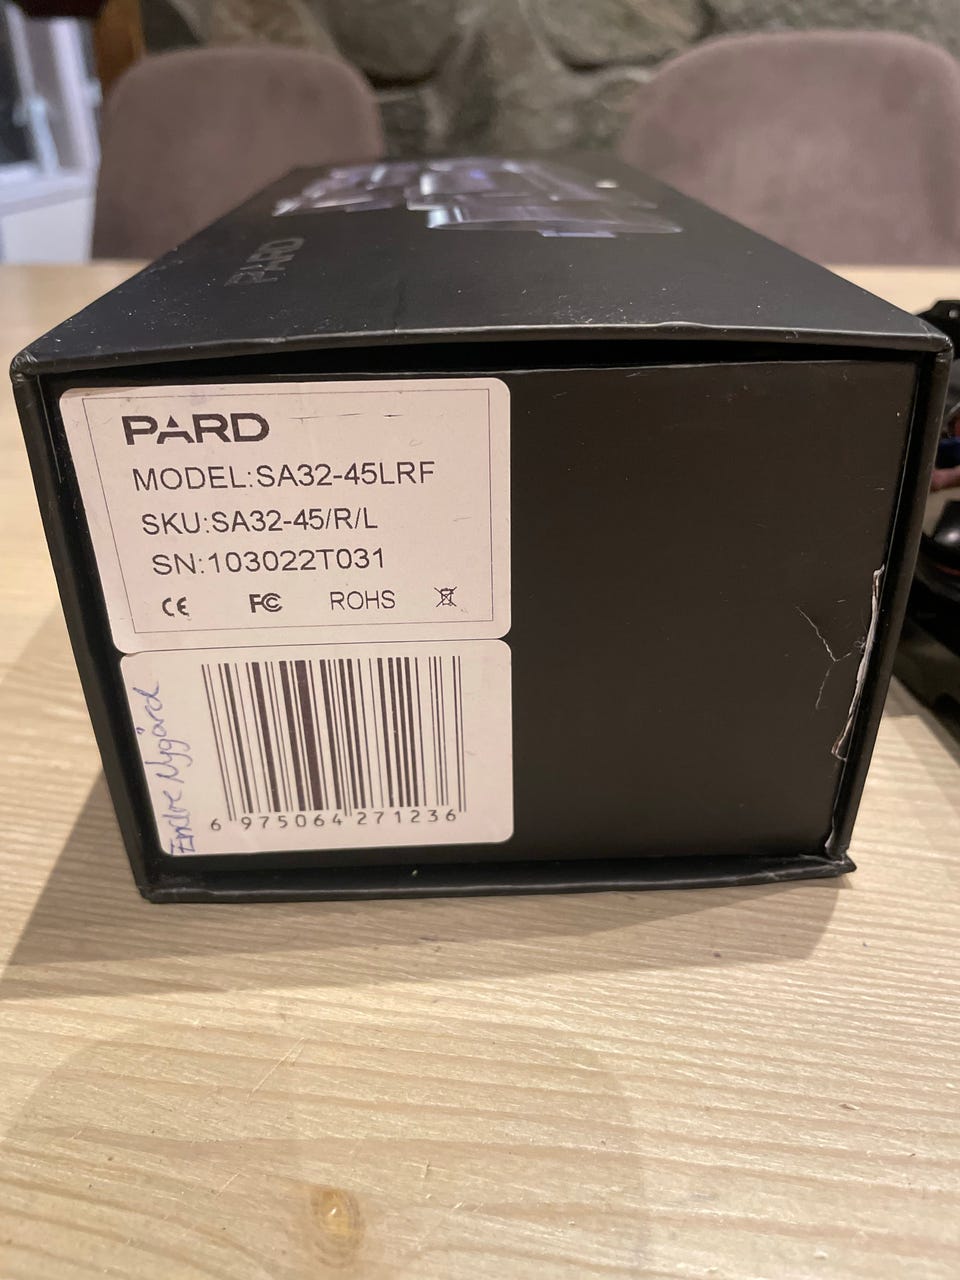 PARD
PARD
MODEL:SA32-45LRF
SKU:SA32-45/R/L
SN:103022T031
CE FC ROHS
Endre Nygård
6 975064 271236